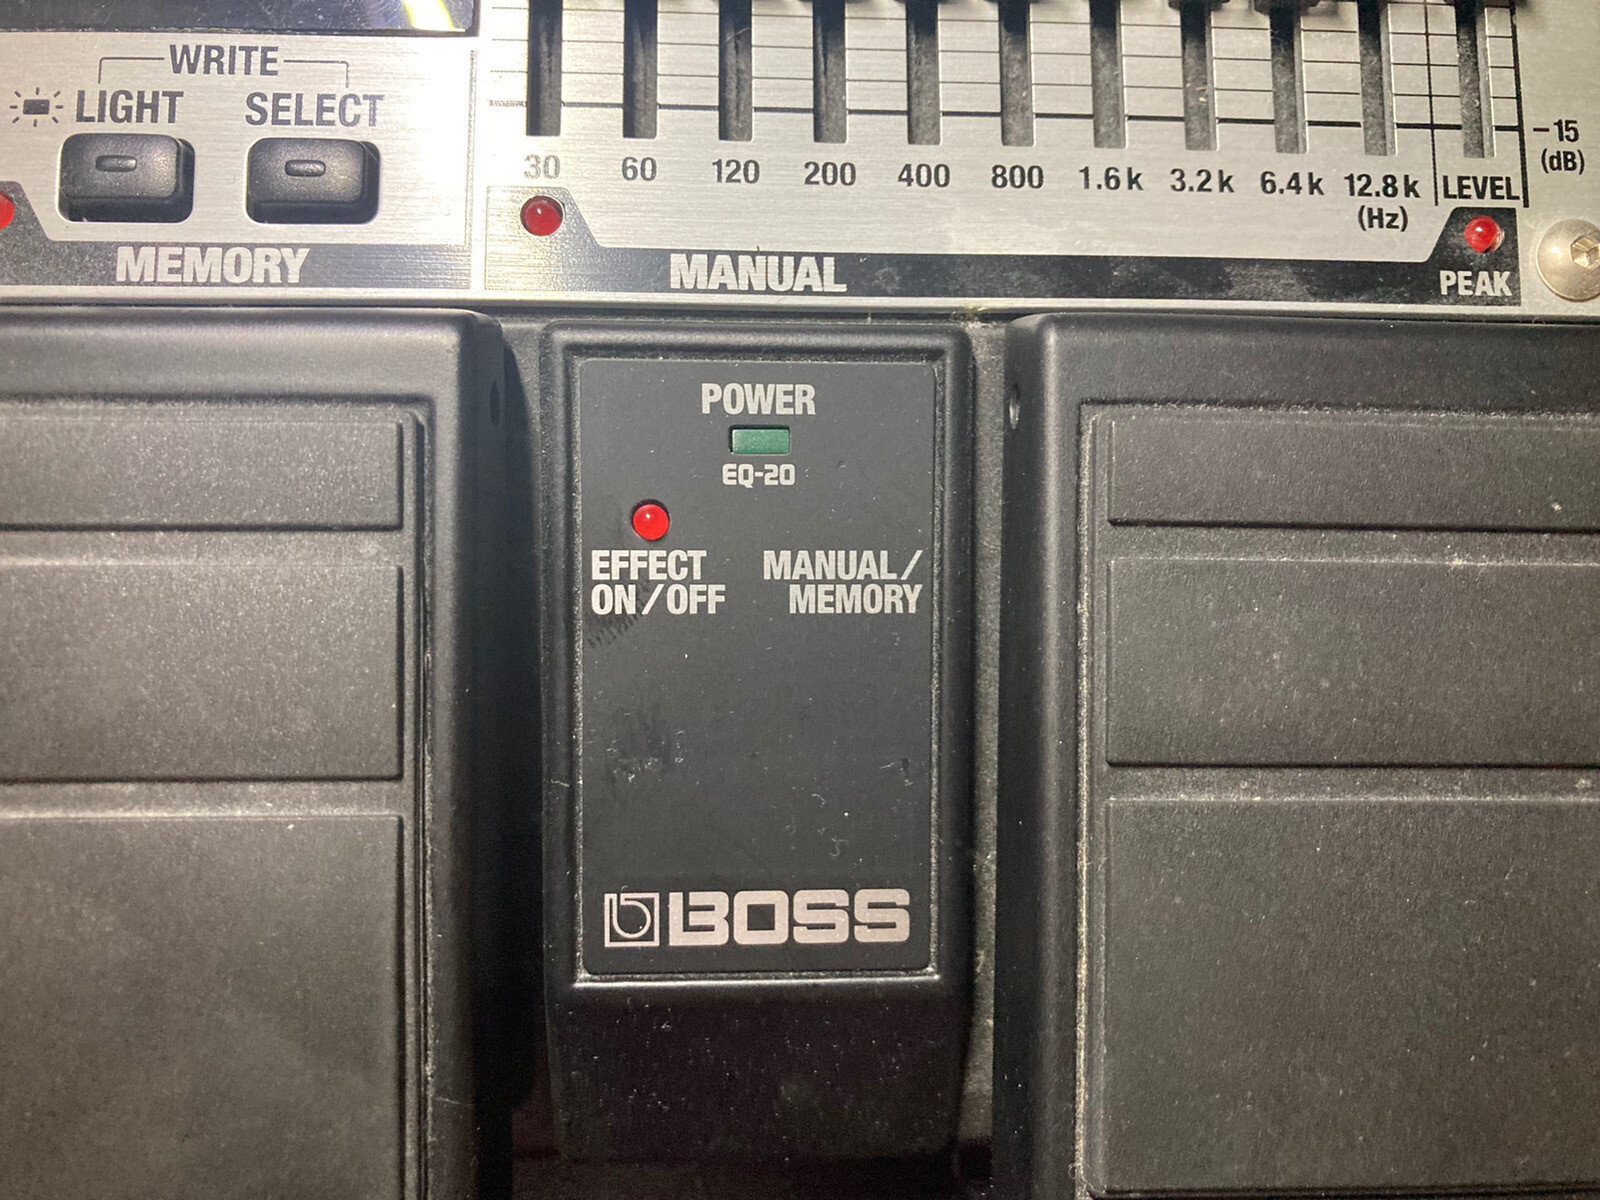 WRITE
LIGHT SELECT
MEMORY
30 60 120 200 400 800 1.6k 3.2k 6.4k 12.8k LEVEL
(Hz)
-15
(dB)
MANUAL
PEAK
POWER
EQ-20
EFFECT
ON/OFF
MANUAL/
MEMORY
BOSS